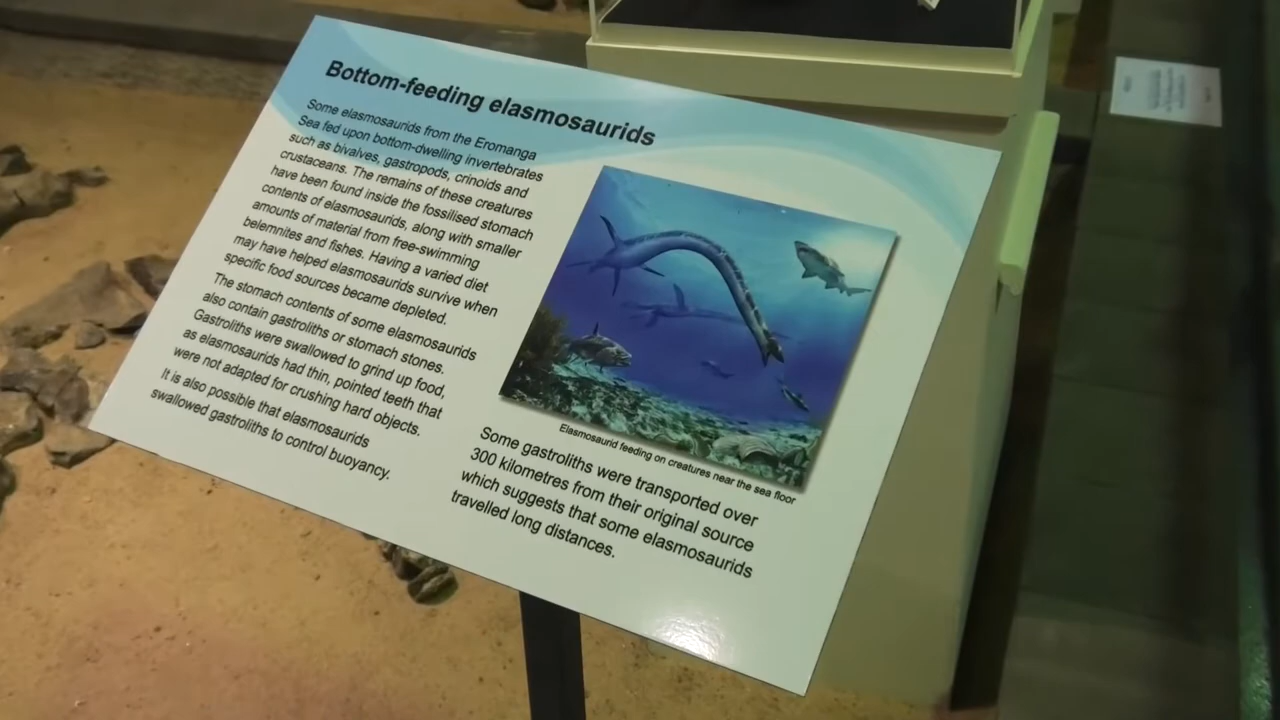 Bottom-feeding elasmosaurids
Some elasmosaurids from the Eromanga
Sea fed upon bottom-dwelling invertebrates
such as bivalves, gastropods, crinoids and
crustaceans. The remains of these creatures
have been found inside the fossilised stomach
contents of elasmosaurids, along with smaller
amounts of material from free-swimming
belemnites and fishes. Having a varied diet
may have helped elasmosaurids survive when
specific food sources became depleted.
The stomach contents of some elasmosaurids
also contain gastroliths or stomach stones.
Gastroliths were swallowed to grind up food,
as elasmosaurids had thin, pointed teeth that
were not adapted for crushing hard objects.
It is also possible that elasmosaurids
swallowed gastroliths to control buoyancy.
Elasmosaurid feeding on creatures near the sea floor
Some gastroliths were transported over
300 kilometres from their original source
which suggests that some elasmosaurids
travelled long distances.